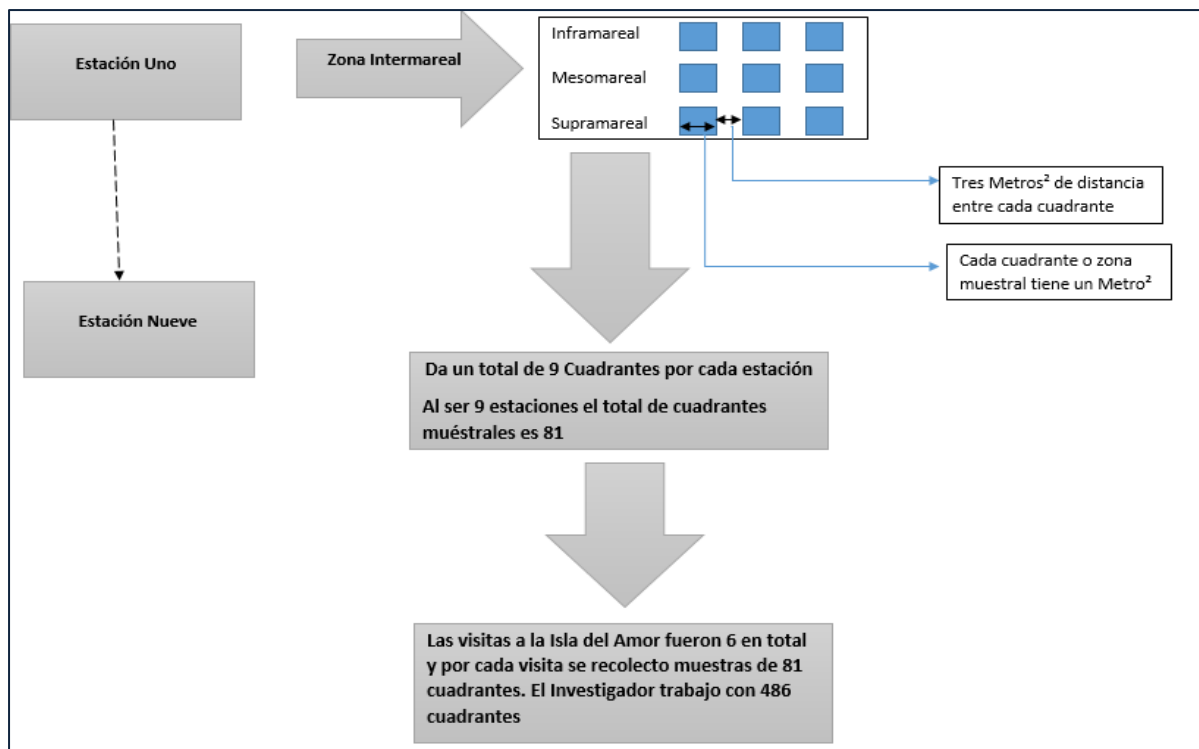 Estación Uno
Zona Intermareal
Inframareal
Mesomareal
Supramareal
Tres Metros² de distancia
entre cada cuadrante
Cada cuadrante o zona
muestral tiene un Metro²
Estación Nueve
Da un total de 9 Cuadrantes por cada estación
Al ser 9 estaciones el total de cuadrantes
muéstrales es 81
Las visitas a la Isla del Amor fueron 6 en total
y por cada visita se recolecto muestras de 81
cuadrantes. El Investigador trabajo con 486
cuadrantes